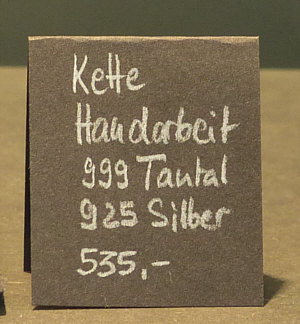 Kette
Handarbeit
999 Tantal
925 Silber
535,-